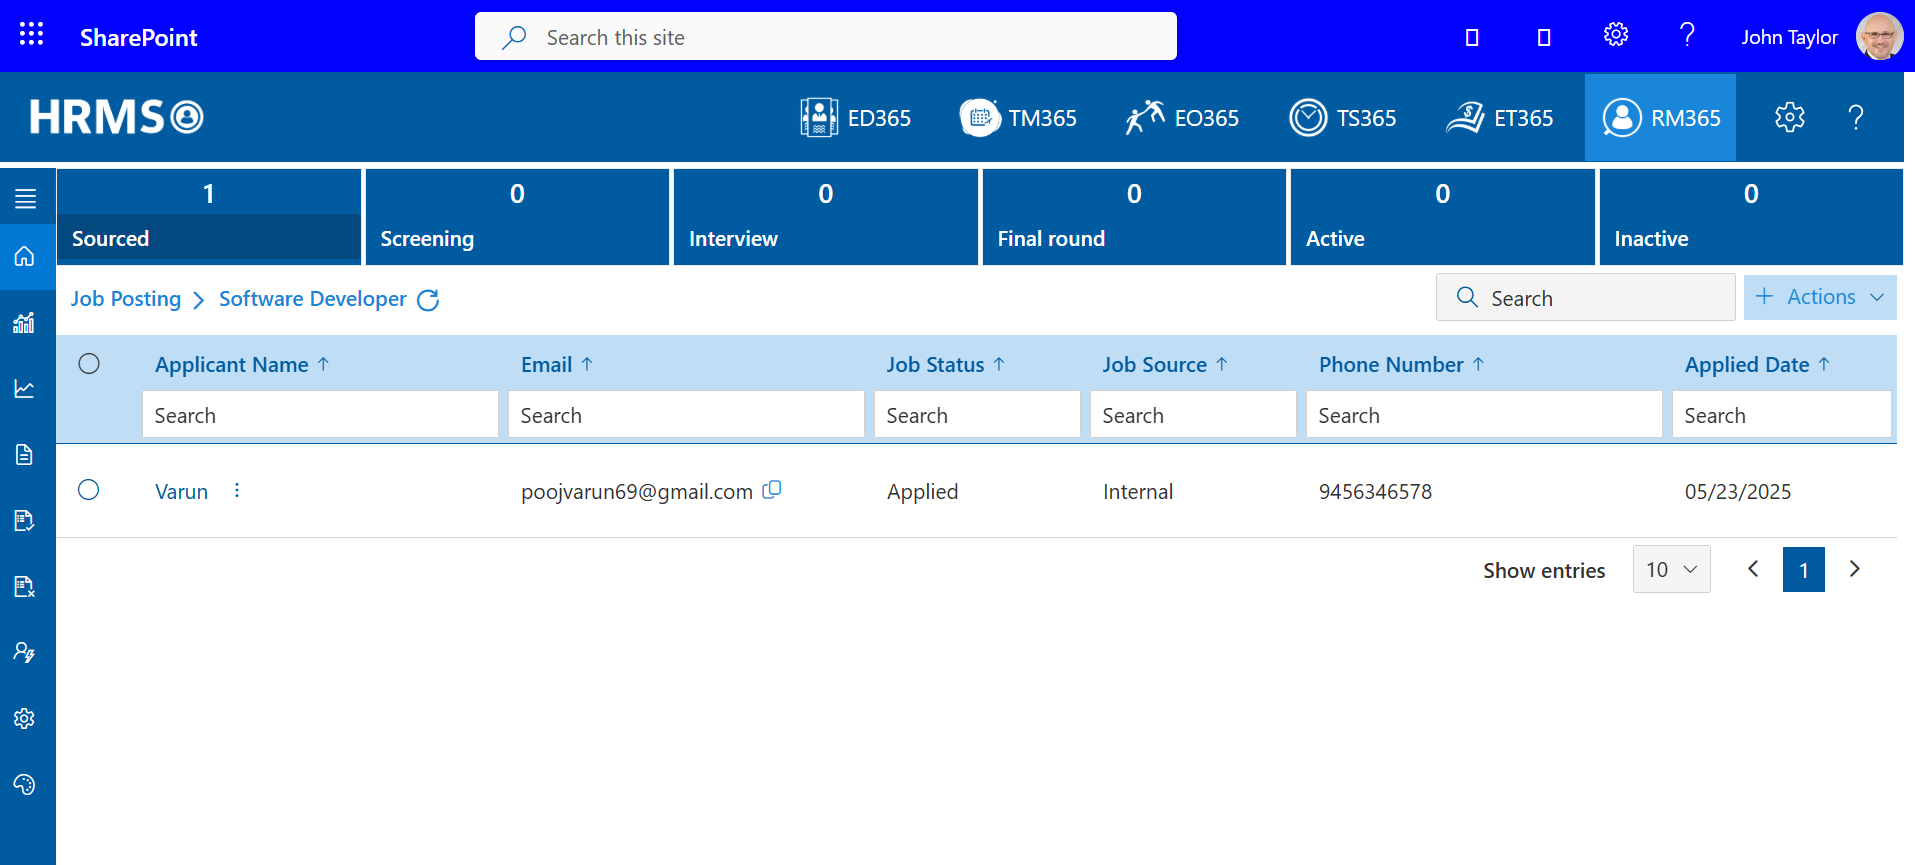 SharePoint
Search this site
John Taylor
HRMS
ED365
TM365
EO365
TS365
ET365
RM365
1
0
0
0
0
0
Sourced
Screening
Interview
Final round
Active
Inactive
Job Posting
Software Developer
Search
Actions
Applicant Name
Email
Job Status
Job Source
Phone Number
Applied Date
Search
Search
Search
Search
Search
Search
Varun
poojvarun69@gmail.com
Applied
Internal
9456346578
05/23/2025
Show entries
10
1